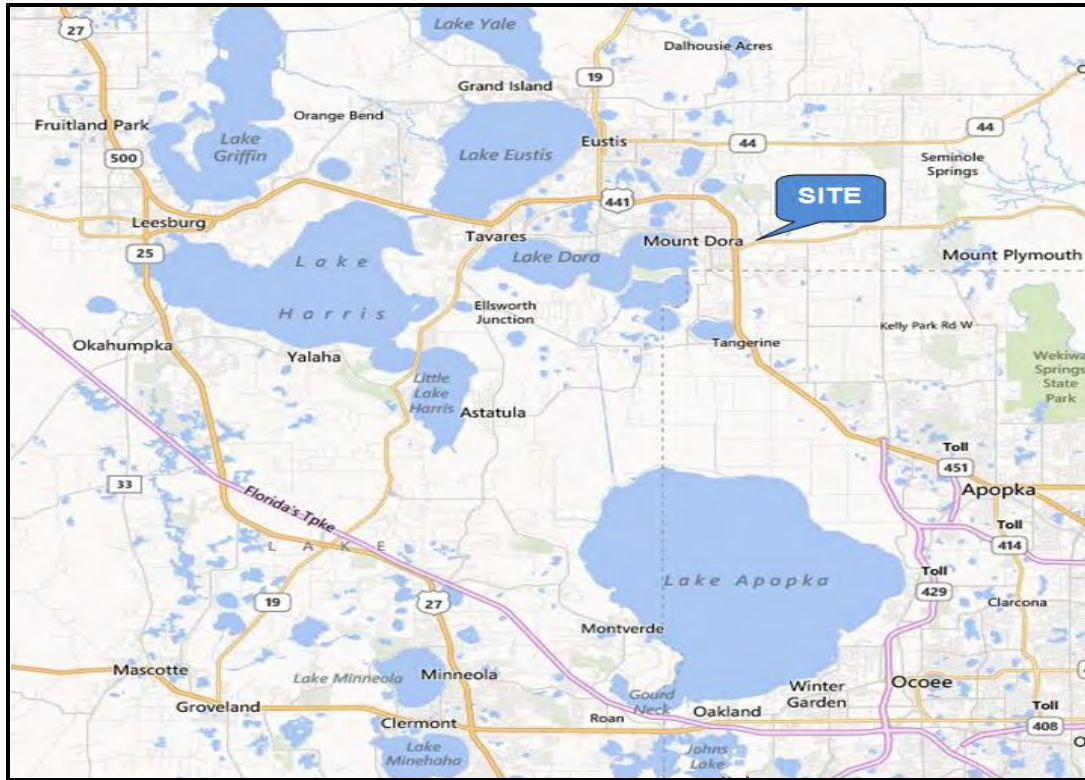 27
Lake Yale
Dalhousie Acres
19
Grand Island
Fruitland Park
Orange Bend
Lake
Griffin
Lake Eustis
Eustis
44
44
500
Seminole
Springs
SITE
441
Leesburg
Tavares
Mount Dora
25
Lake Dora
Mount Plymouth
Lake
Harris
Ellsworth
Junction
Kelly Park Rd W
Okahumpka
Yalaha
Tangerine
Wekiwa
Springs
State
Park
Little
Lake
Harris
Astatula
Toll
451
33
Florida's Tpke
Apopka
LAKE
Toll
414
Lake Apopka
Toll
429
19
27
Clarcona
Montverde
Mascotte
Lake Minneola
Minneola
Groveland
Gourd
Neck
Winter
Garden
Ocoee
Clermont
Roan
Oakland
Toll
408
Lake
Minehaha
Johns
Lake